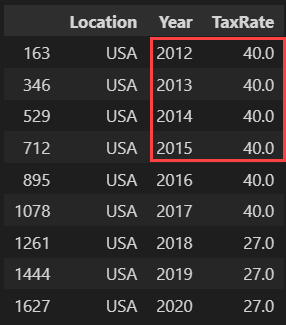 Location Year TaxRate
163 USA 2012 40.0
346 USA 2013 40.0
529 USA 2014 40.0
712 USA 2015 40.0
895 USA 2016 40.0
1078 USA 2017 40.0
1261 USA 2018 27.0
1444 USA 2019 27.0
1627 USA 2020 27.0